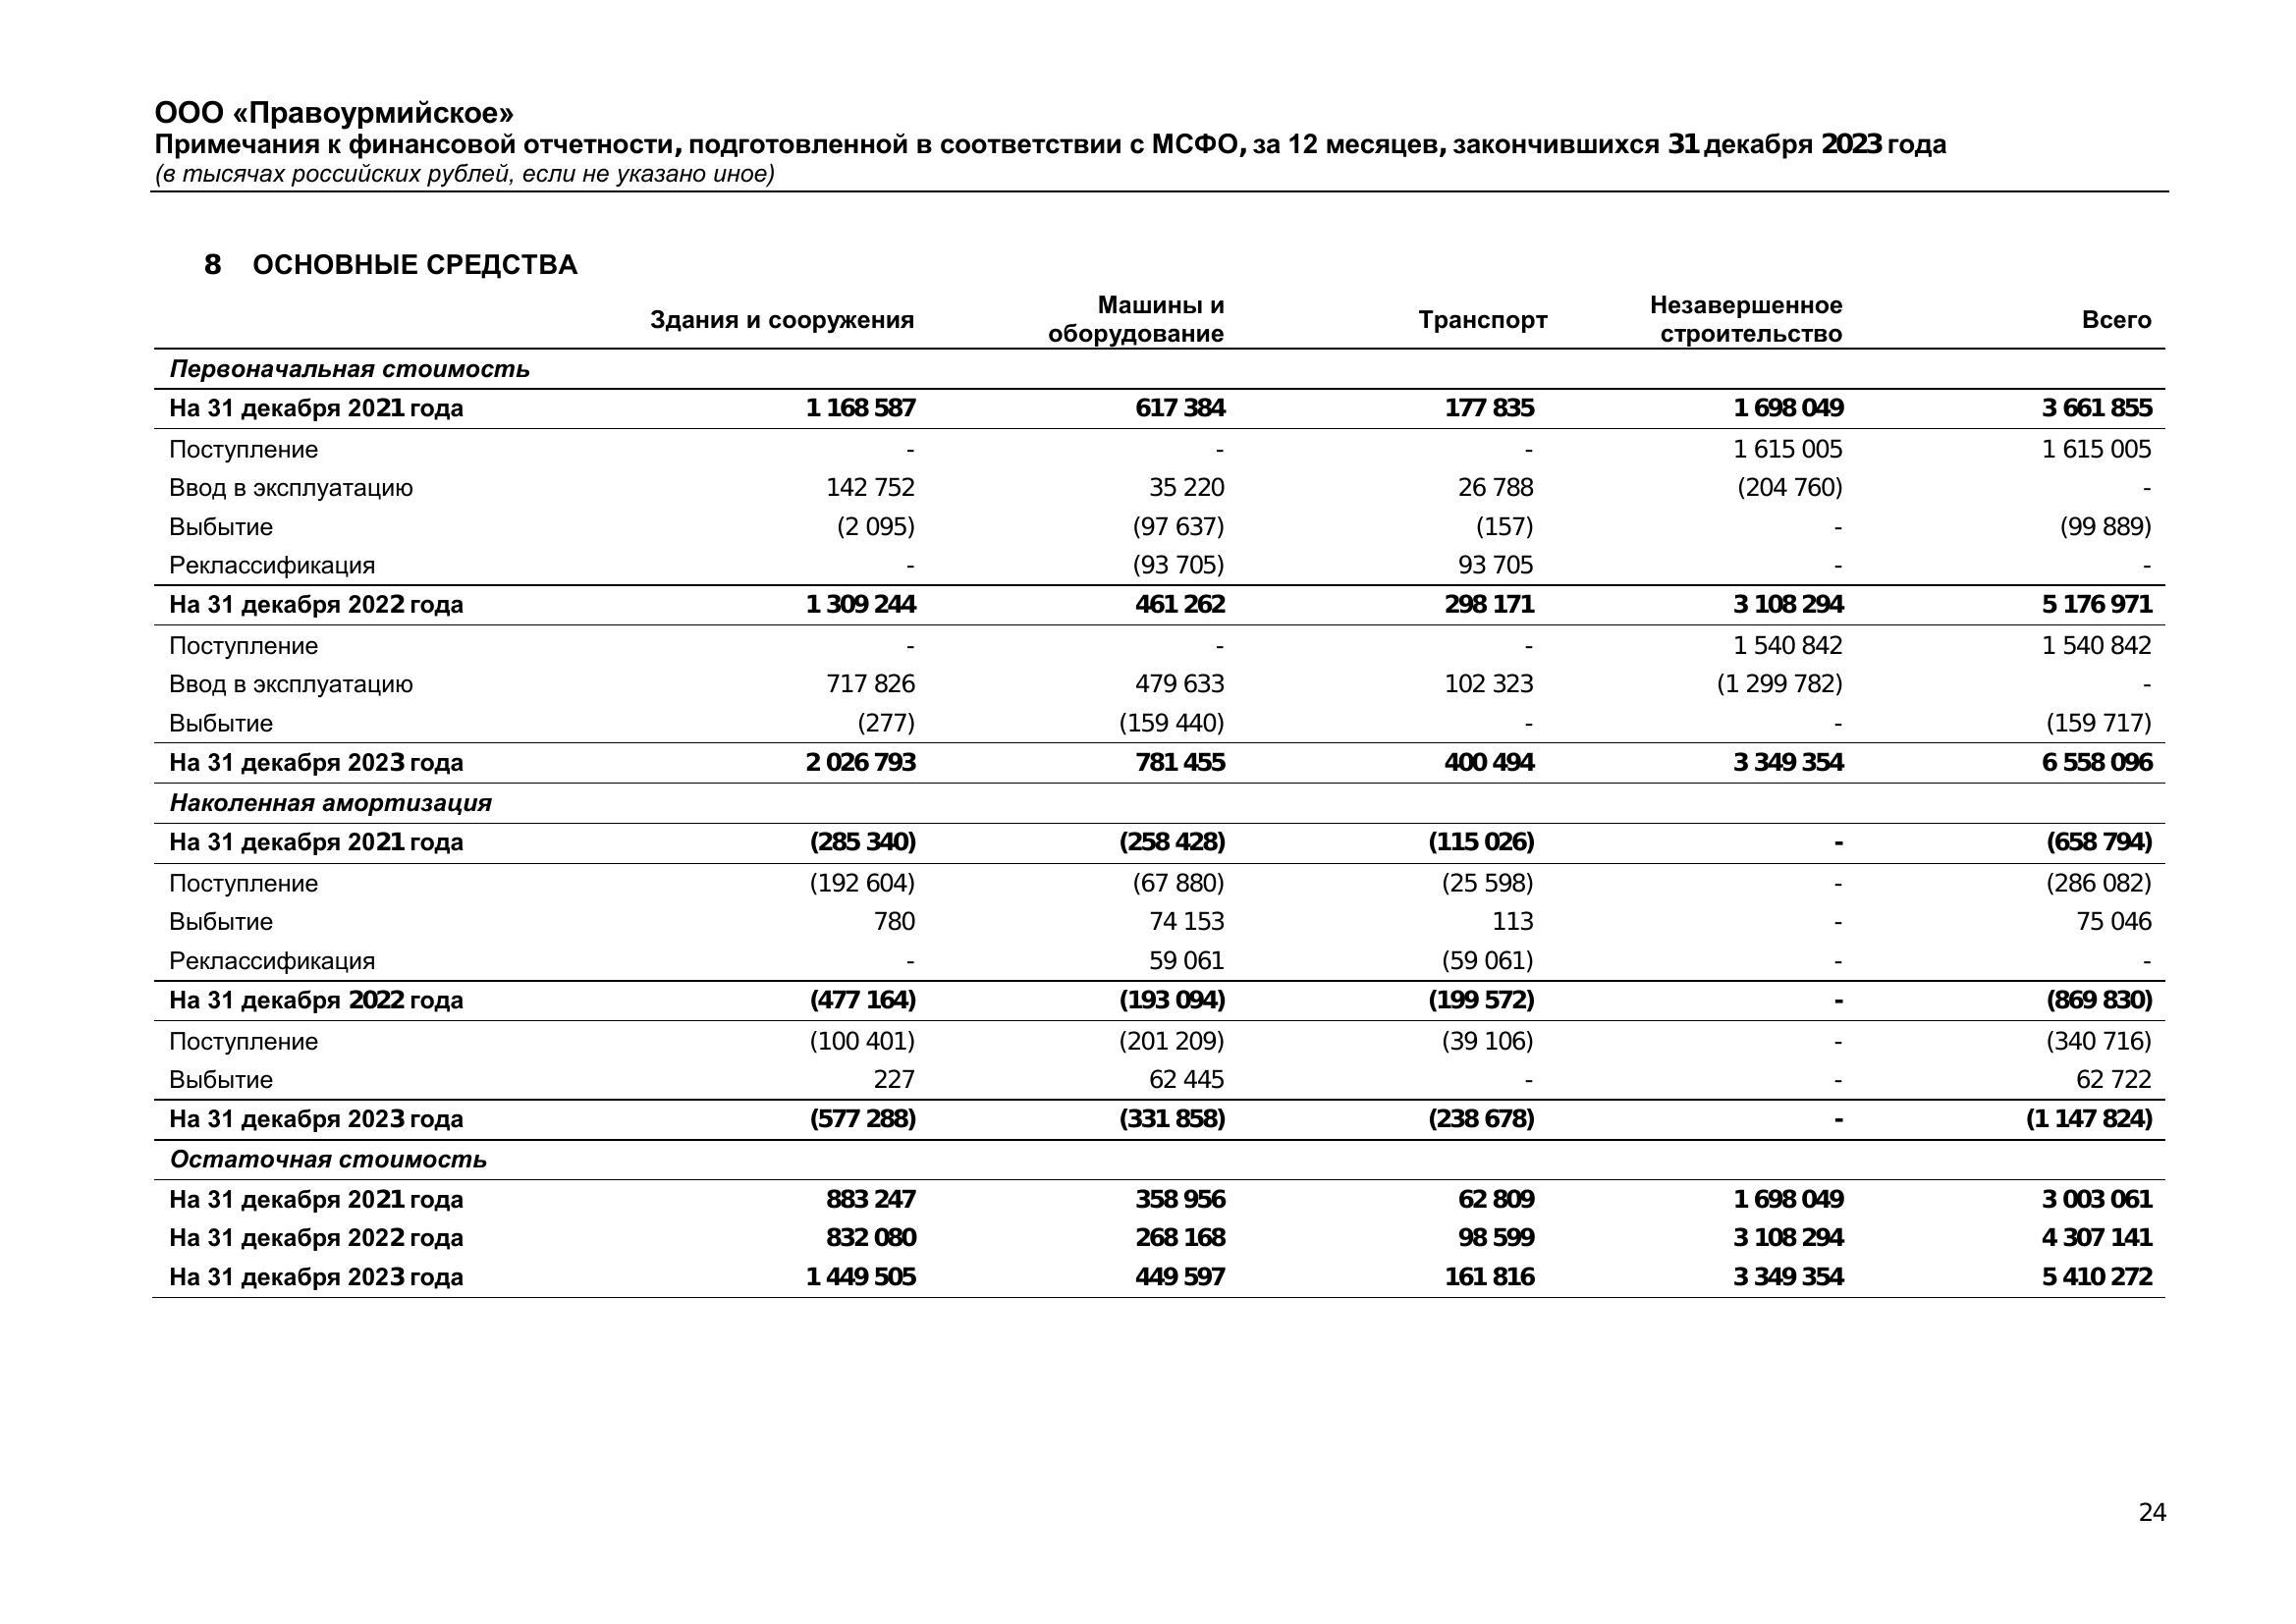 ООО «Правоурмийское»
Примечания к финансовой отчетности, подготовленной в соответствии с МСФО, за 12 месяцев, закончившихся 31 декабря 2023 года
(в тысячах российских рублей, если не указано иное)
8 ОСНОВНЫЕ СРЕДСТВА
Здания и сооружения Машины и оборудование Транспорт Незавершенное строительство Всего
Первоначальная стоимость
На 31 декабря 2021 года 1 168 587 617 384 177 835 1 698 049 3 661 855
Поступление - - - 1 615 005 1 615 005
Ввод в эксплуатацию 142 752 35 220 26 788 (204 760) -
Выбытие (2 095) (97 637) (157) - (99 889)
Реклассификация - (93 705) 93 705 - -
На 31 декабря 2022 года 1 309 244 461 262 298 171 3 108 294 5 176 971
Поступление - - - 1 540 842 1 540 842
Ввод в эксплуатацию 717 826 479 633 102 323 (1 299 782) -
Выбытие (277) (159 440) - - (159 717)
На 31 декабря 2023 года 2 026 793 781 455 400 494 3 349 354 6 558 096
Наколенная амортизация
На 31 декабря 2021 года (285 340) (258 428) (115 026) - (658 794)
Поступление (192 604) (67 880) (25 598) - (286 082)
Выбытие 780 74 153 113 - 75 046
Реклассификация - 59 061 (59 061) - -
На 31 декабря 2022 года (477 164) (193 094) (199 572) - (869 830)
Поступление (100 401) (201 209) (39 106) - (340 716)
Выбытие 227 62 445 - - 62 722
На 31 декабря 2023 года (577 288) (331 858) (238 678) - (1 147 824)
Остаточная стоимость
На 31 декабря 2021 года 883 247 358 956 62 809 1 698 049 3 003 061
На 31 декабря 2022 года 832 080 268 168 98 599 3 108 294 4 307 141
На 31 декабря 2023 года 1 449 505 449 597 161 816 3 349 354 5 410 272
24